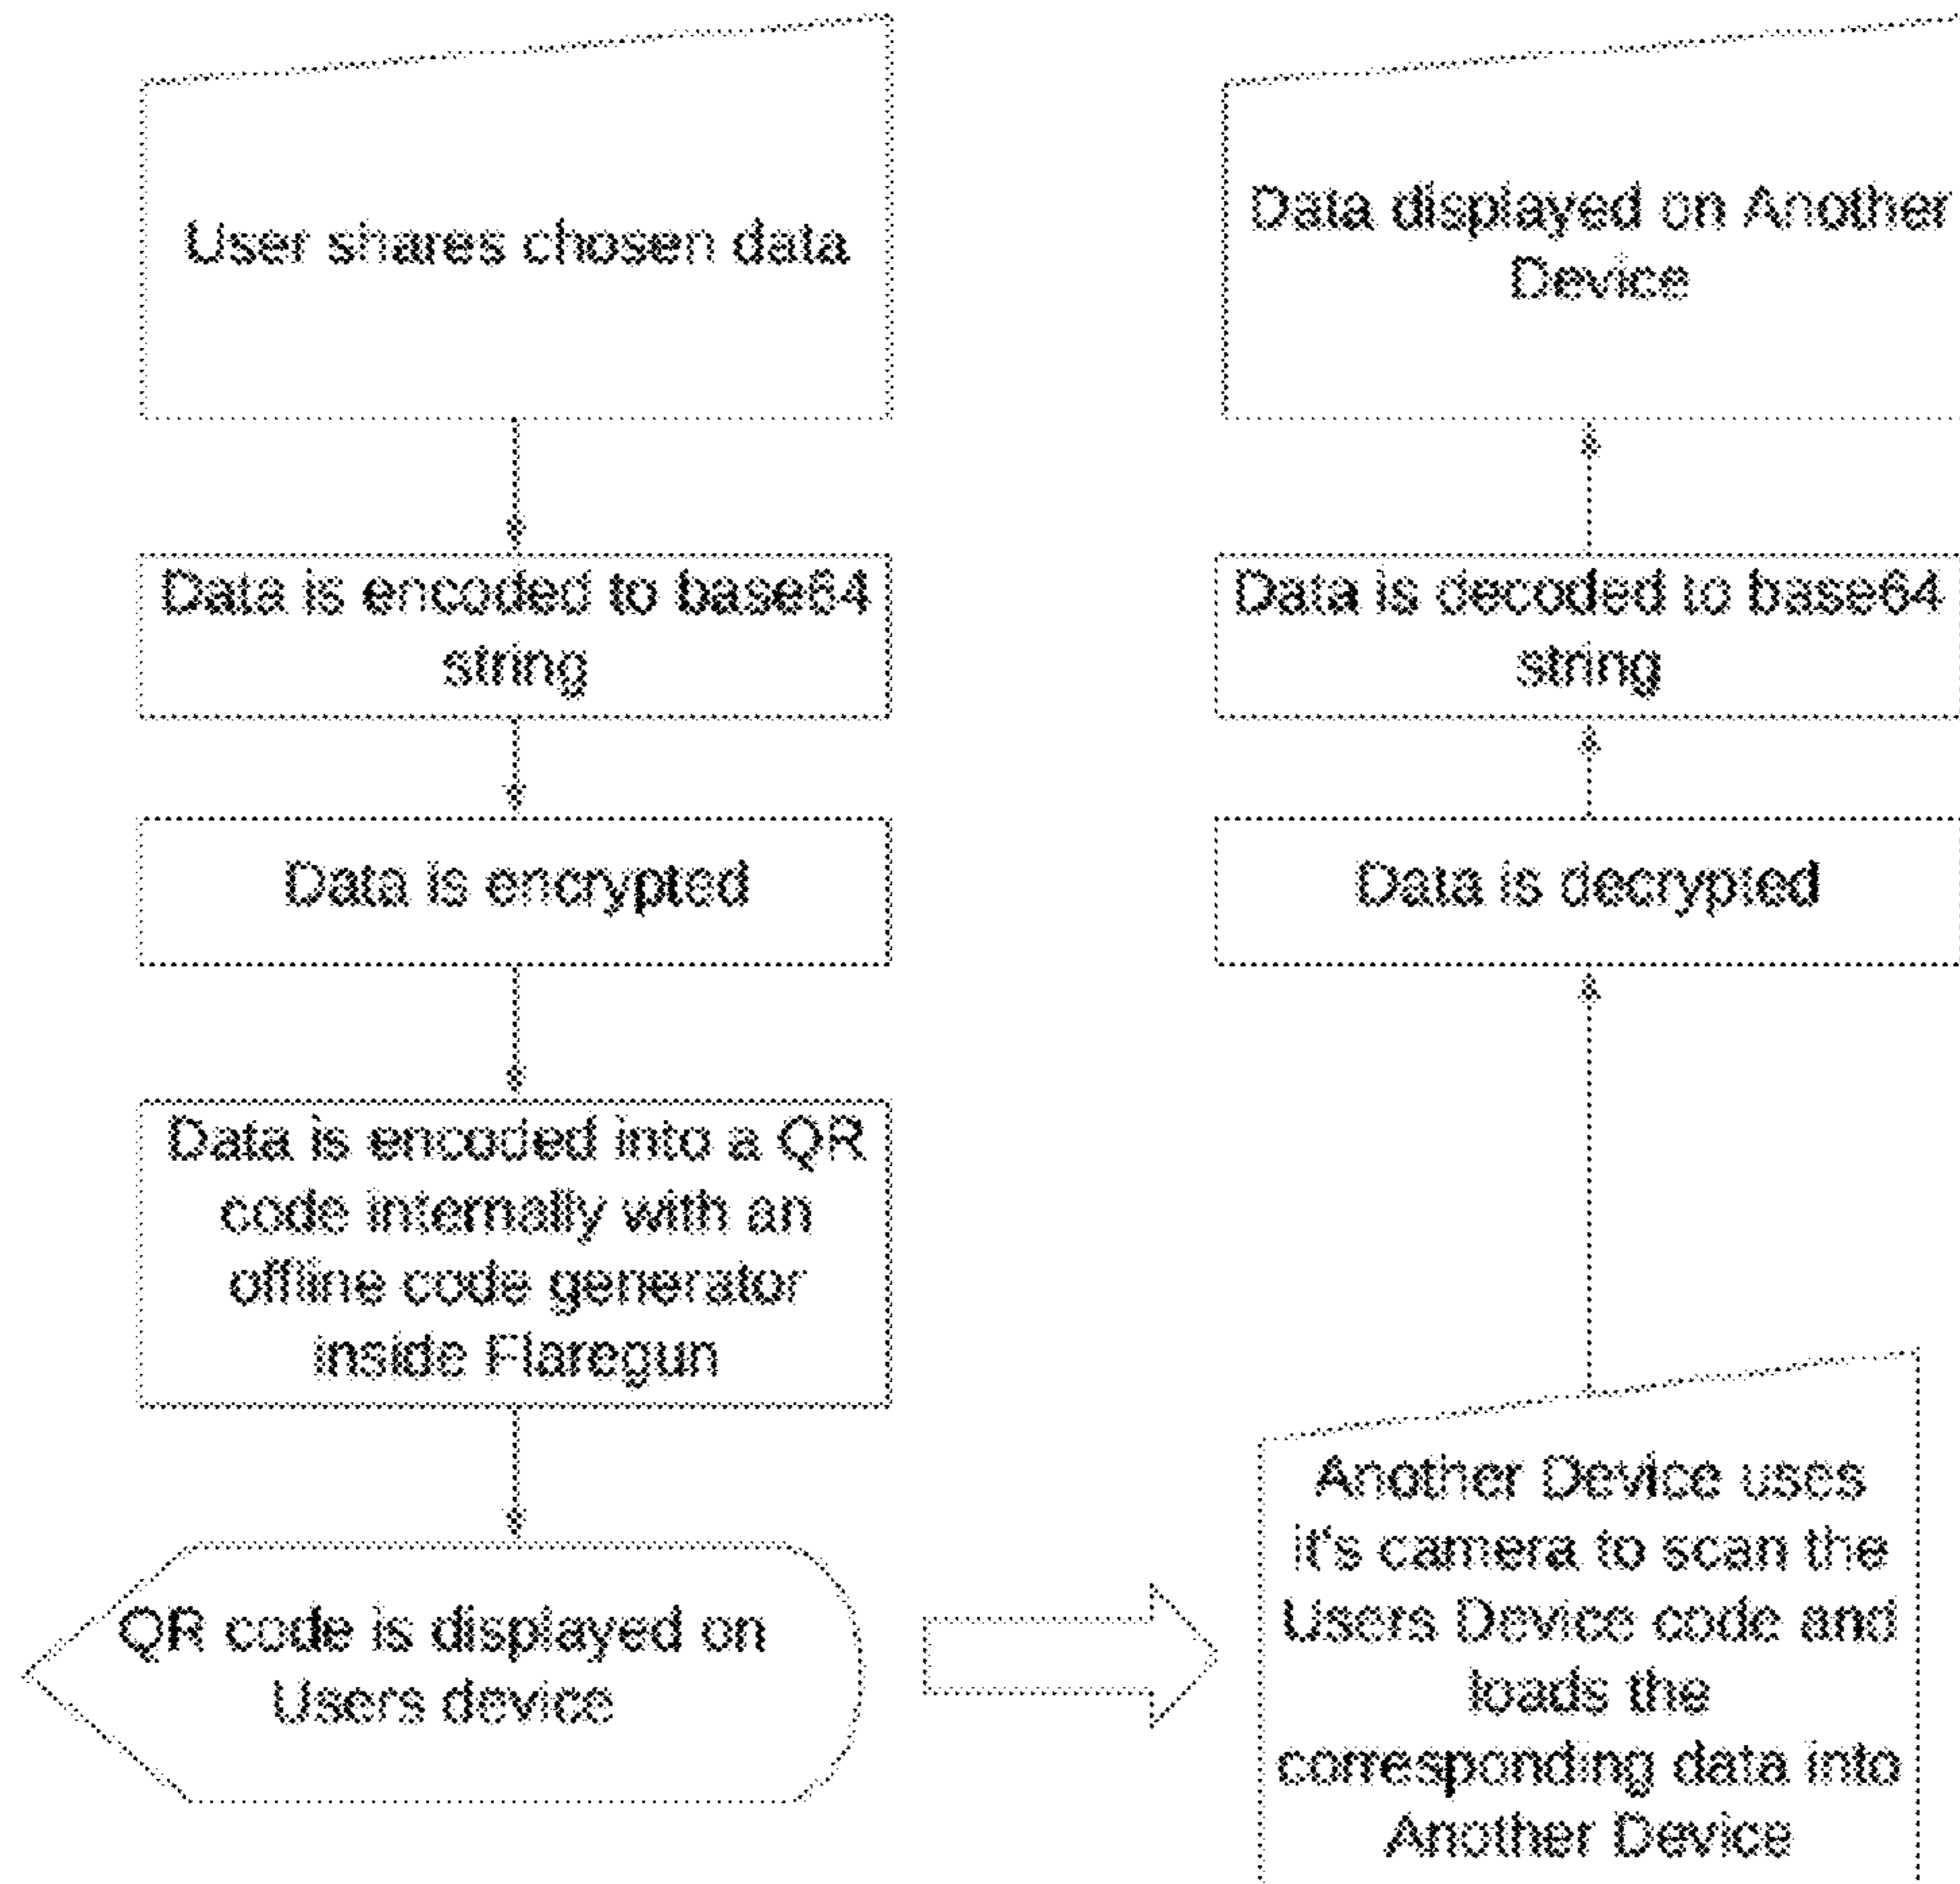 User shares chosen data
Data is encoded to base64
string
Data is encrypted
Data is encoded into a QR
code internally with an
offline code generator
inside Flaregun
QR code is displayed on
Users device
Another Device uses
it's camera to scan the
Users Device code and
loads the
corresponding data into
Another Device
Data is decrypted
Data is decoded to base64
string
Data displayed on Another
Device